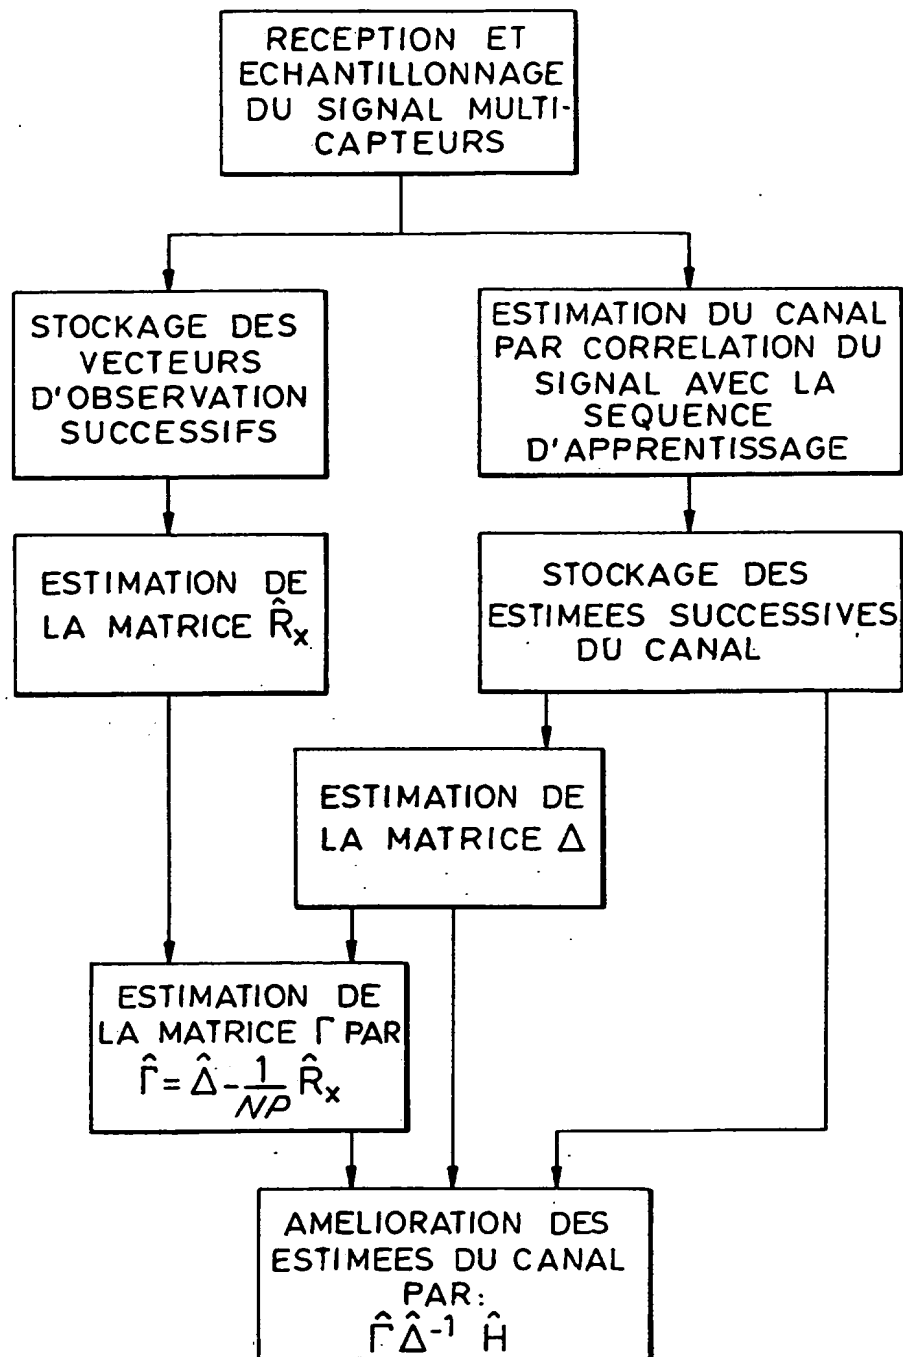 RECEPTION ET
ECHANTILLONNAGE
DU SIGNAL MULTI-
CAPTEURS
STOCKAGE DES
VECTEURS
D'OBSERVATION
SUCCESSIFS
ESTIMATION DU CANAL
PAR CORRELATION DU
SIGNAL AVEC LA
SEQUENCE
D'APPRENTISSAGE
ESTIMATION DE
LA MATRICE R̂x
STOCKAGE DES
ESTIMEES SUCCESSIVES
DU CANAL
ESTIMATION DE
LA MATRICE Δ
ESTIMATION DE
LA MATRICE Γ PAR
Γ̂ = Δ̂ - 1/NP R̂x
AMELIORATION DES
ESTIMEES DU CANAL
PAR:
Γ̂ Δ̂⁻¹ Ĥ